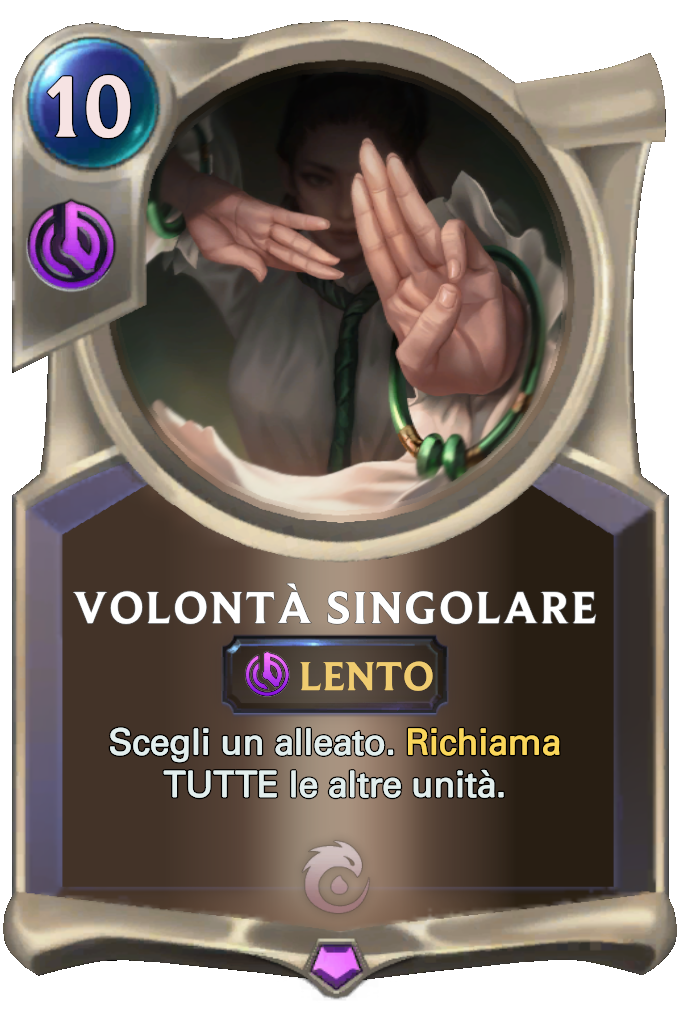 10
VOLONTÀ SINGOLARE
LENTO
Scegli un alleato. Richiama
TUTTE le altre unità.